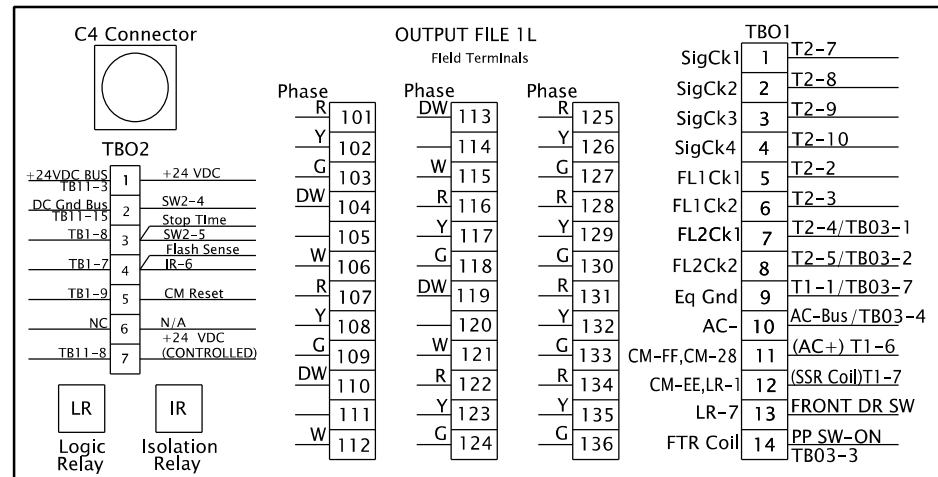 C4 Connector
TBO2
+24VDC BUS 1 +24 VDC
TB11-3
DC Gnd Bus 2 SW2-4
TB11-15
Stop TIme
TB1-8 3 SW2-5
Flash Sense
TB1-7 4 IR-6
TB1-9 5 CM Reset
NC 6 N/A
+24 VDC
TB11-8 7 (CONTROLLED)
LR IR
Logic Relay
Isolation Relay
OUTPUT FILE 1L
Field Terminals
Phase
R 101
Y 102
G 103
DW 104
105
W 106
R 107
Y 108
G 109
DW 110
111
W 112
Phase
DW 113
114
W 115
R 116
Y 117
G 118
DW 119
120
W 121
R 122
Y 123
G 124
Phase
R 125
Y 126
G 127
R 128
Y 129
G 130
R 131
Y 132
G 133
R 134
Y 135
G 136
TBO1
SigCk1 1 T2-7
SigCk2 2 T2-8
SigCk3 3 T2-9
SigCk4 4 T2-10
FL1Ck1 5 T2-2
FL1Ck2 6 T2-3
FL2Ck1 7 T2-4/TB03-1
FL2Ck2 8 T2-5/TB03-2
Eq Gnd 9 T1-1/TB03-7
AC- 10 AC-Bus/TB03-4
CM-FF,CM-28 11 (AC+) T1-6
CM-EE,LR-1 12 (SSR Coil)T1-7
LR-7 13 FRONT DR SW
FTR Coil 14 PP SW-ON
TB03-3